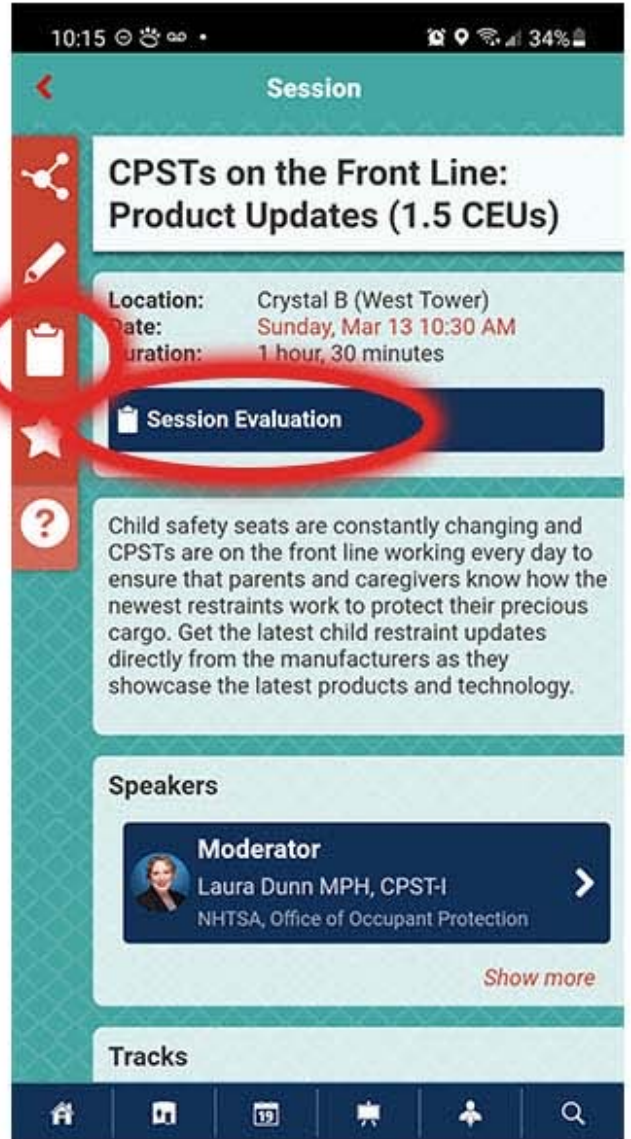 10:15
34%
Session
CPSTs on the Front Line:
Product Updates (1.5 CEUs)
Location: Crystal B (West Tower)
Date: Sunday, Mar 13 10:30 AM
Duration: 1 hour, 30 minutes
Session Evaluation
?
Child safety seats are constantly changing and
CPSTs are on the front line working every day to
ensure that parents and caregivers know how the
newest restraints work to protect their precious
cargo. Get the latest child restraint updates
directly from the manufacturers as they
showcase the latest products and technology.
Speakers
Moderator
Laura Dunn MPH, CPST-I
NHTSA, Office of Occupant Protection
Show more
Tracks
19